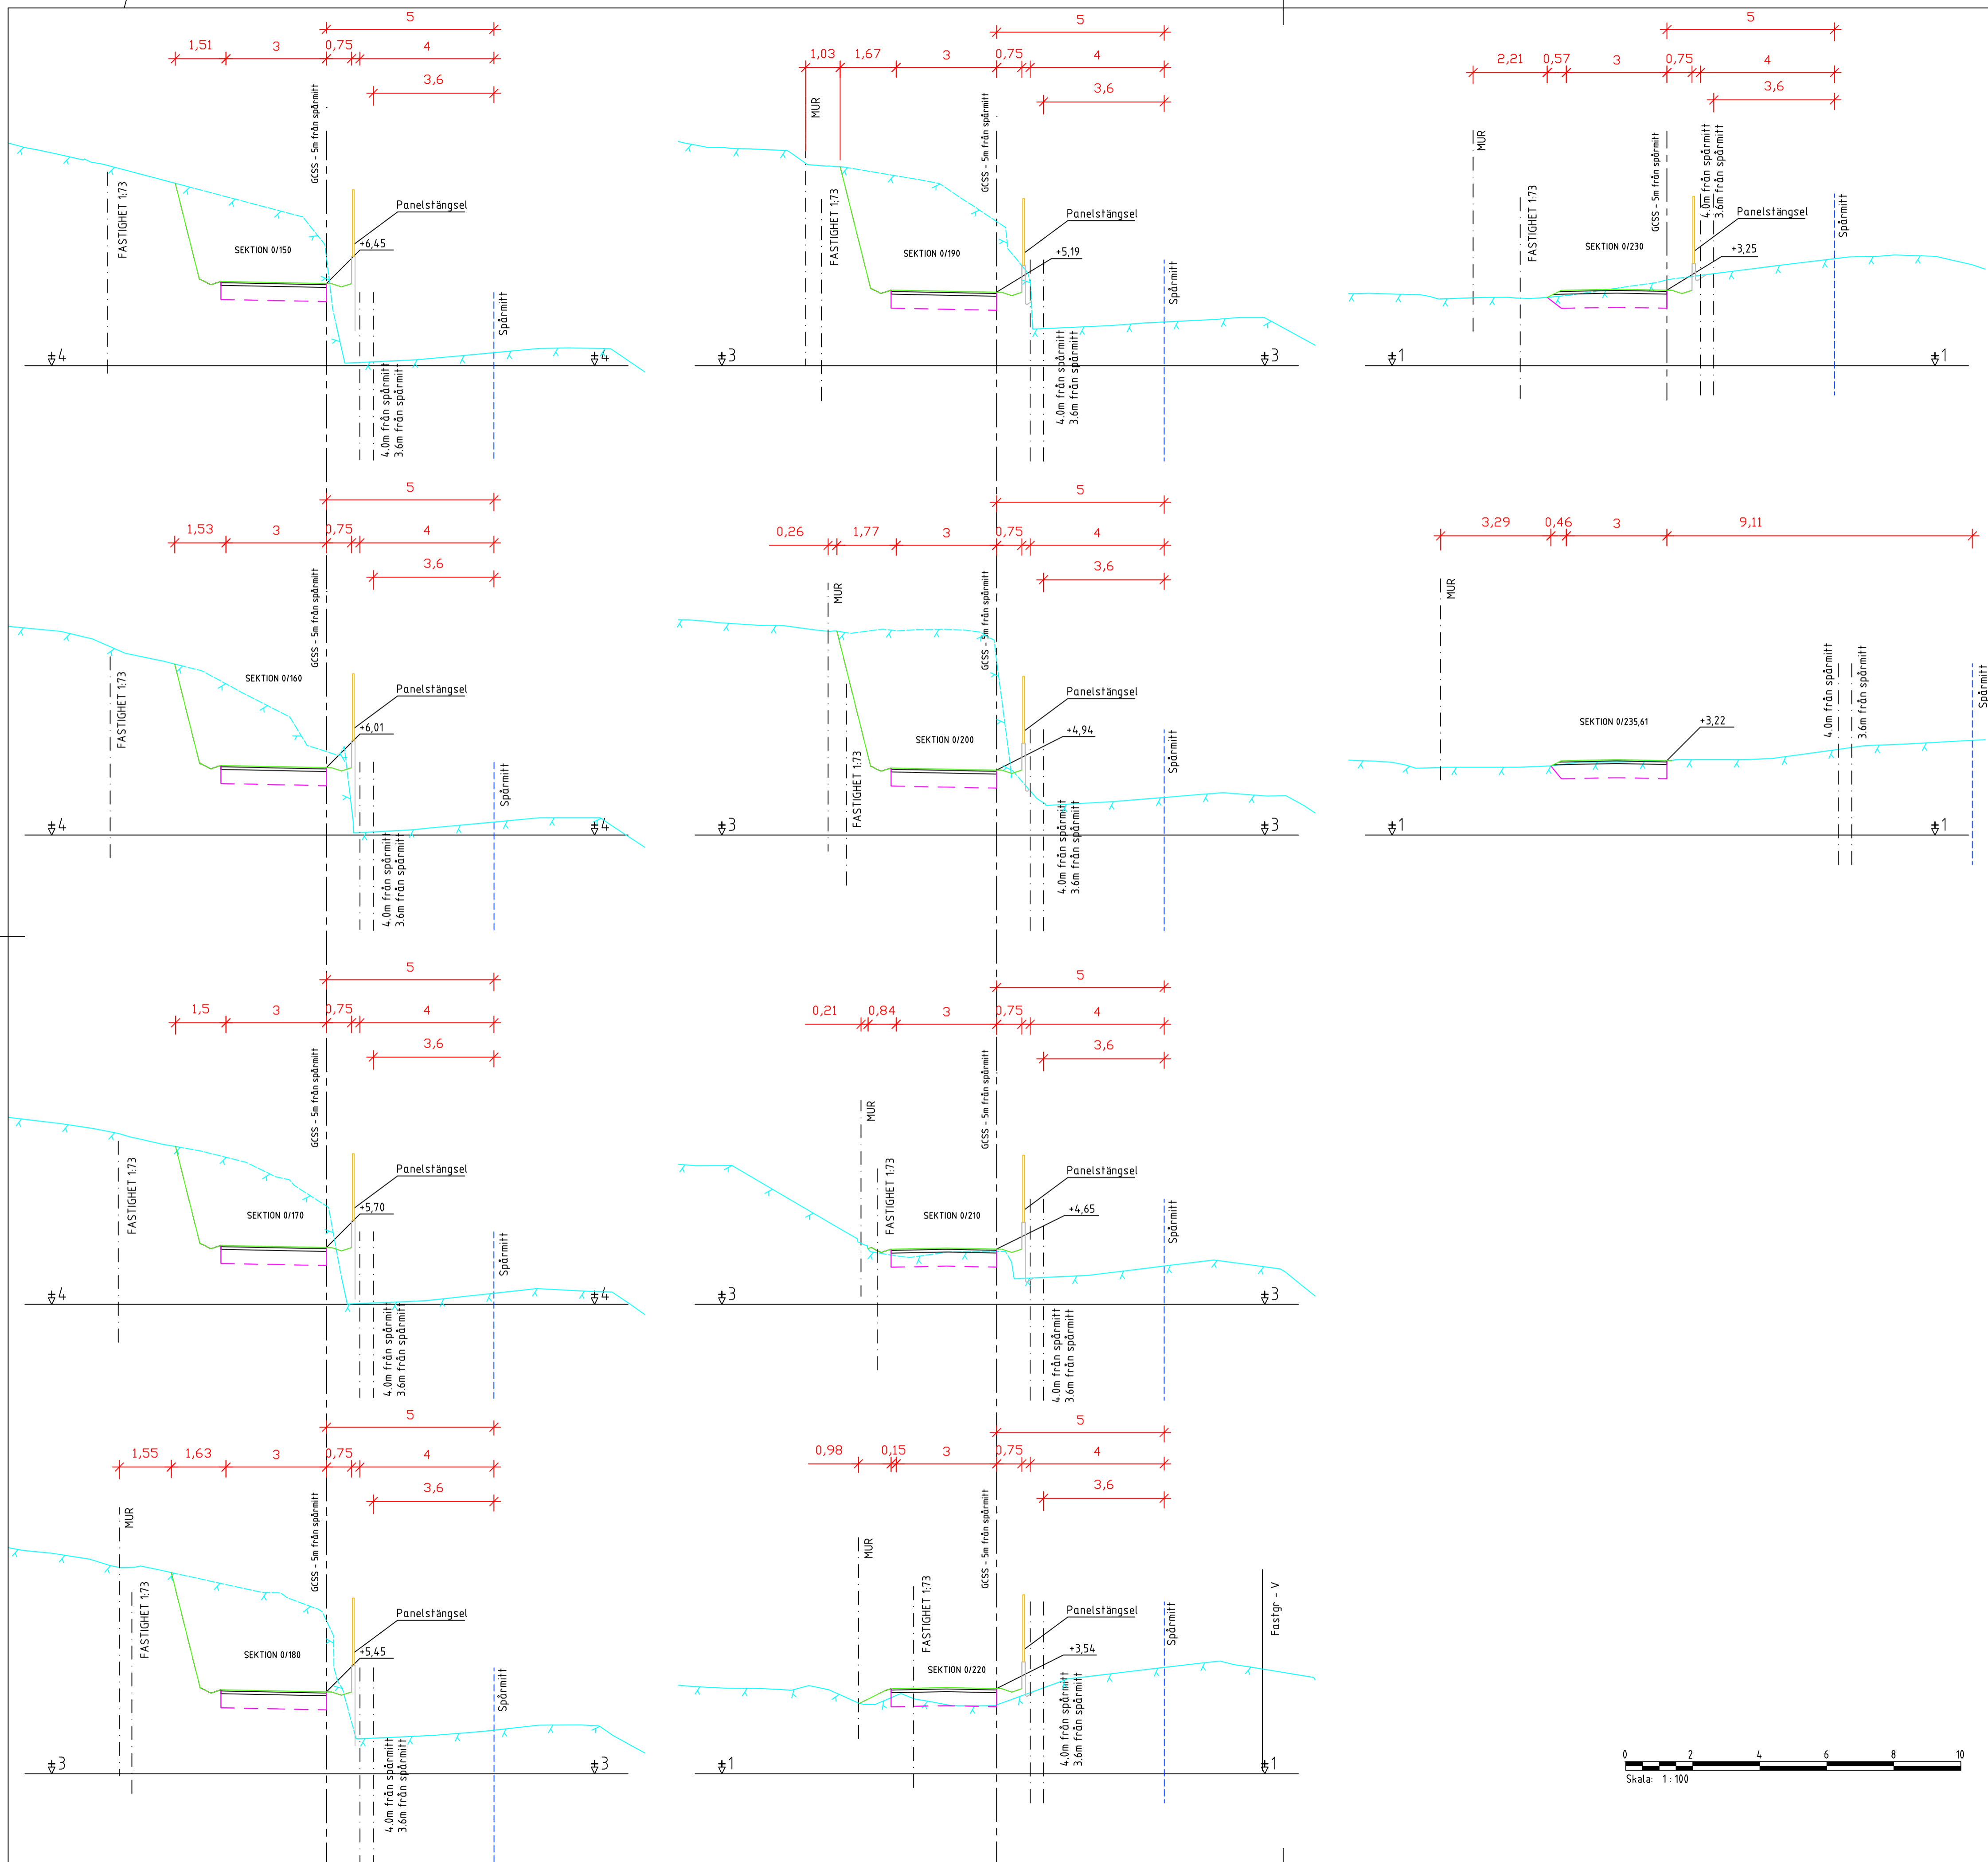 5
1,51 3 0,75 4
3,6
GCSS - 5m från spårmitt
FASTIGHET 1:73
Panelstängsel
SEKTION 0/150
+6,45
Spårmitt
4 4
4.0m från spårmitt
3.6m från spårmitt
5
1,53 3 0,75 4
3,6
GCSS - 5m från spårmitt
FASTIGHET 1:73
SEKTION 0/160
Panelstängsel
+6,01
Spårmitt
4 4
4.0m från spårmitt
3.6m från spårmitt
5
1,5 3 0,75 4
3,6
GCSS - 5m från spårmitt
FASTIGHET 1:73
Panelstängsel
SEKTION 0/170
+5,70
Spårmitt
4 4
4.0m från spårmitt
3.6m från spårmitt
5
1,55 1,63 3 0,75 4
3,6
MUR
GCSS - 5m från spårmitt
FASTIGHET 1:73
Panelstängsel
SEKTION 0/180
+5,45
Spårmitt
3 3
4.0m från spårmitt
3.6m från spårmitt
5
1,03 1,67 3 0,75 4
3,6
MUR
GCSS - 5m från spårmitt
FASTIGHET 1:73
Panelstängsel
SEKTION 0/190
+5,19
Spårmitt
3 3
4.0m från spårmitt
3.6m från spårmitt
5
0,26 1,77 3 0,75 4
3,6
MUR
GCSS - 5m från spårmitt
Panelstängsel
SEKTION 0/200
+4,94
Spårmitt
FASTIGHET 1:73
3 3
4.0m från spårmitt
3.6m från spårmitt
5
0,21 0,84 3 0,75 4
3,6
MUR
GCSS - 5m från spårmitt
FASTIGHET 1:73
Panelstängsel
SEKTION 0/210
+4,65
Spårmitt
3 3
4.0m från spårmitt
3.6m från spårmitt
5
0,98 0,15 3 0,75 4
3,6
MUR
GCSS - 5m från spårmitt
FASTIGHET 1:73
Panelstängsel
Spårmitt
Fastgr - V
SEKTION 0/220
+3,54
4.0m från spårmitt
3.6m från spårmitt
1 1
5
2,21 0,57 3 0,75 4
3,6
MUR
FASTIGHET 1:73
GCSS - 5m från spårmitt
4.0m från spårmitt
3.6m från spårmitt
Panelstängsel
Spårmitt
SEKTION 0/230
+3,25
1 1
3,29 0,46 3 9,11
MUR
4.0m från spårmitt
3.6m från spårmitt
Spårmitt
SEKTION 0/235,61
+3,22
1 1
0 2 4 6 8 10
Skala: 1:100